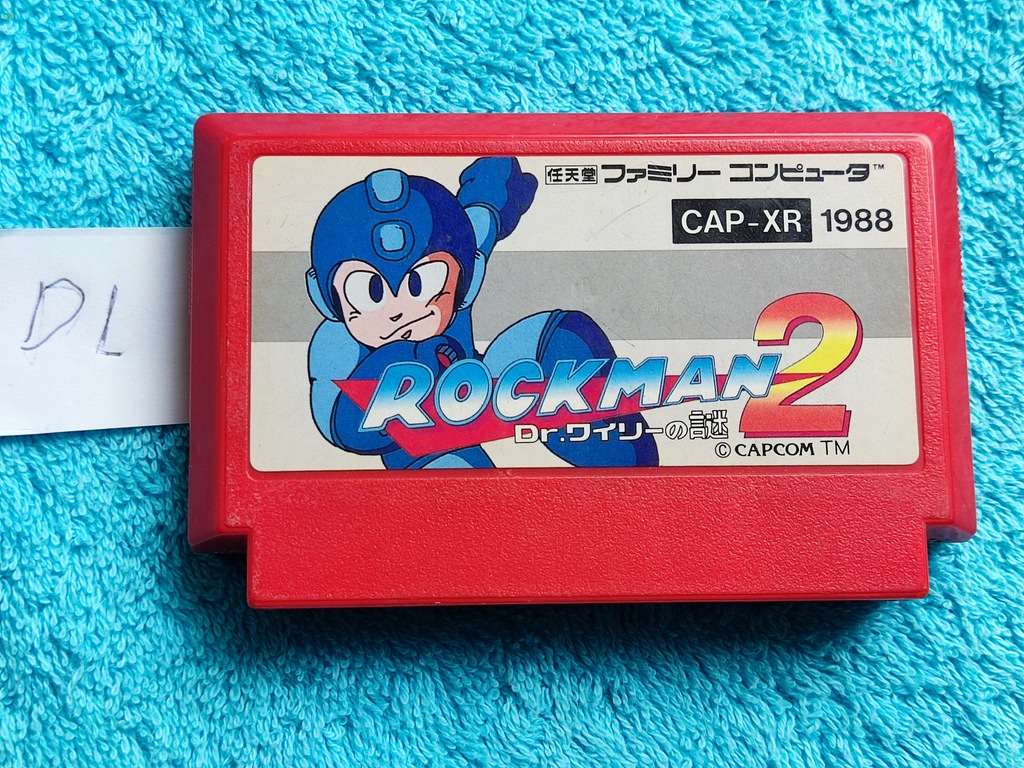 DL
任天堂 ファミリー コンピュータ™
CAP-XR 1988
ROCKMAN 2
Dr.ワイリーの謎
© CAPCOM TM